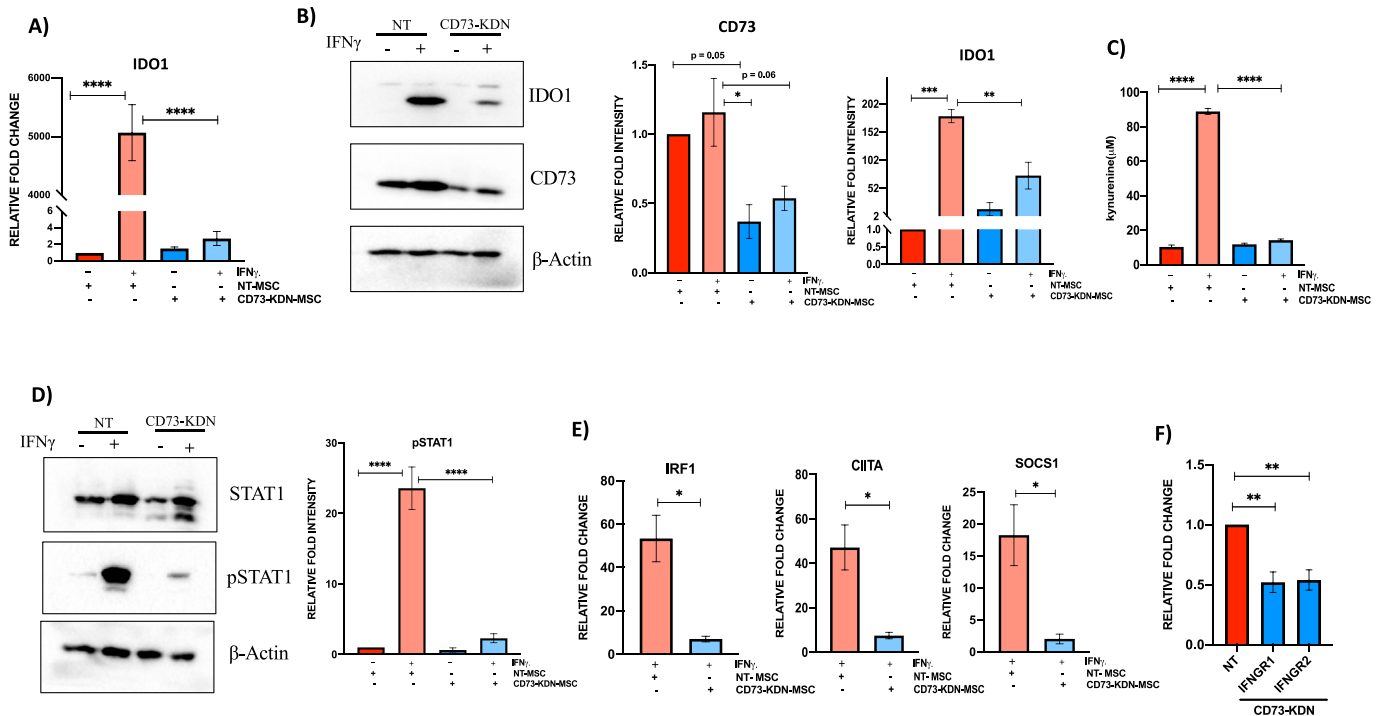 A)
IDO1
RELATIVE FOLD CHANGE
6000
5000
4000
6
4
2
0
****
****
– + – + IFNγ.
+ + NT-MSC
+ + CD73-KDN-MSC
B)
NT CD73-KDN
IFNγ - + - +
IDO1
CD73
β-Actin
CD73
RELATIVE FOLD INTENSITY
1.5
1.0
0.5
0.0
p = 0.05
p = 0.06
*
– + – + IFNγ.
+ + NT-MSC
+ + CD73-KDN-MSC
IDO1
RELATIVE FOLD INTENSITY
202
152
102
52
2
1.0
0.5
0.0
***
**
– + – + IFNγ.
+ + NT-MSC
+ + CD73-KDN-MSC
C)
kynurenine(μM)
100
80
60
40
20
0
****
****
– + – + IFNγ.
+ + NT-MSC
+ + CD73-KDN-MSC
D)
NT CD73-KDN
IFNγ - + - +
STAT1
pSTAT1
β-Actin
pSTAT1
RELATIVE FOLD INTENSITY
30
20
10
0
****
****
– + – + IFNγ.
+ + NT-MSC
+ + CD73-KDN-MSC
E)
IRF1
RELATIVE FOLD CHANGE
80
60
40
20
0
*
+ + IFNγ.
+ NT- MSC
+ CD73-KDN-MSC
CIITA
RELATIVE FOLD CHANGE
80
60
40
20
0
*
+ + IFNγ.
+ NT- MSC
+ CD73-KDN-MSC
SOCS1
RELATIVE FOLD CHANGE
25
20
15
10
5
0
*
+ + IFNγ.
+ NT- MSC
+ CD73-KDN-MSC
F)
RELATIVE FOLD CHANGE
1.5
1.0
0.5
0.0
**
**
NT
IFNGR1
IFNGR2
CD73-KDN